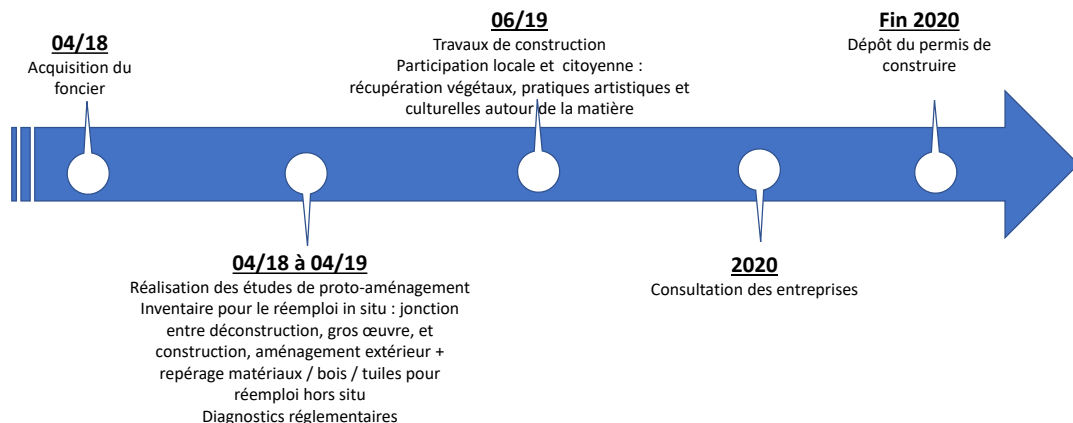 04/18
Acquisition du
foncier
04/18 à 04/19
Réalisation des études de proto-aménagement
Inventaire pour le réemploi in situ : jonction
entre déconstruction, gros œuvre, et
construction, aménagement extérieur +
repérage matériaux / bois / tuiles pour
réemploi hors situ
Diagnostics réglementaires
06/19
Travaux de construction
Participation locale et citoyenne :
récupération végétaux, pratiques artistiques et
culturelles autour de la matière
2020
Consultation des entreprises
Fin 2020
Dépôt du permis de
construire